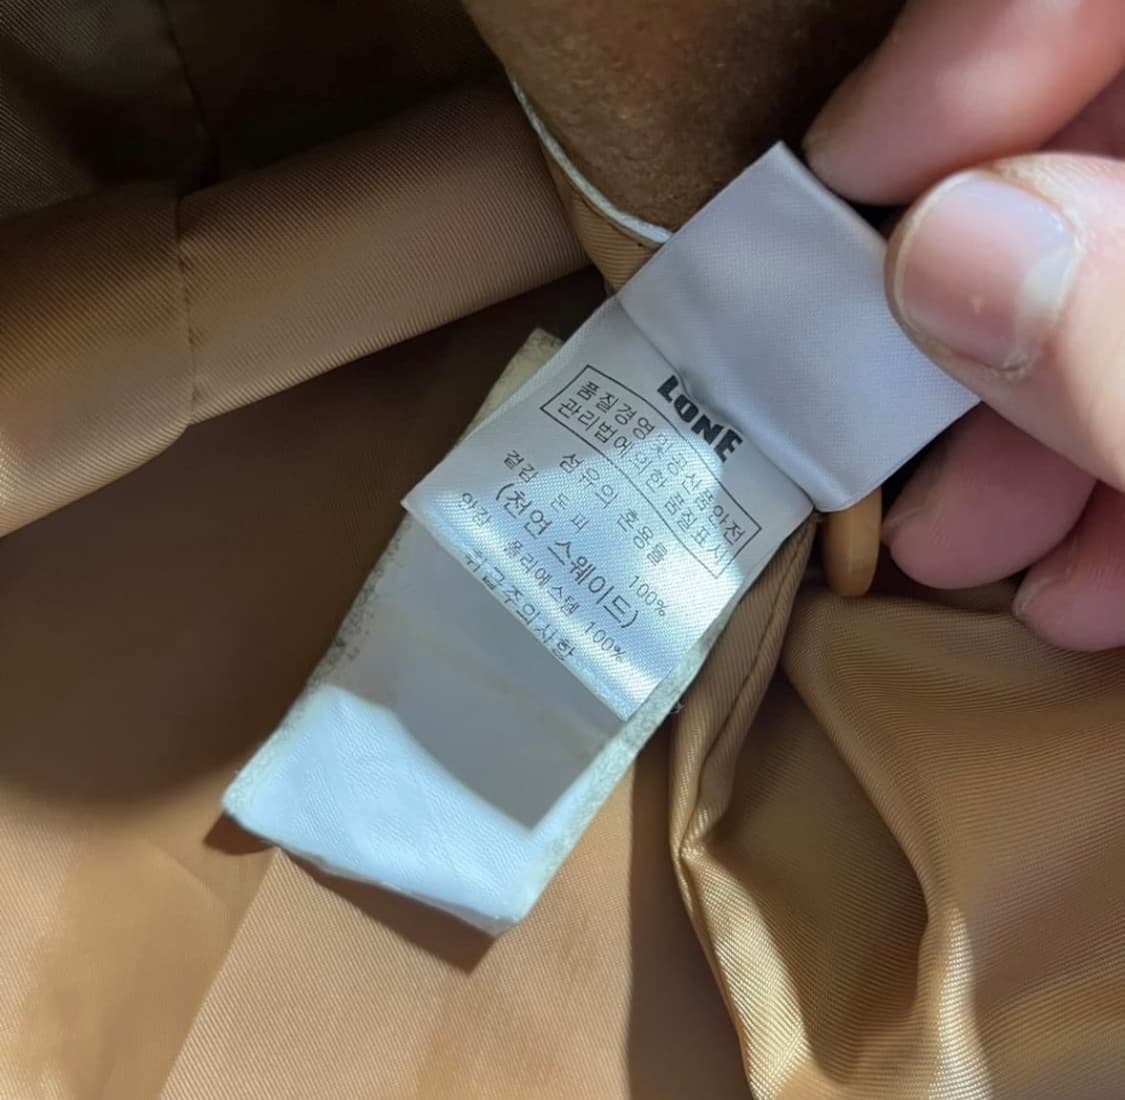 LONE
품질경영 및 공산품안전
관리법에 의한 품질표시
섬유의 혼용률
겉감 돈피 100%
(천연 스웨이드)
안감 폴리에스텔 100%
취급주의사항